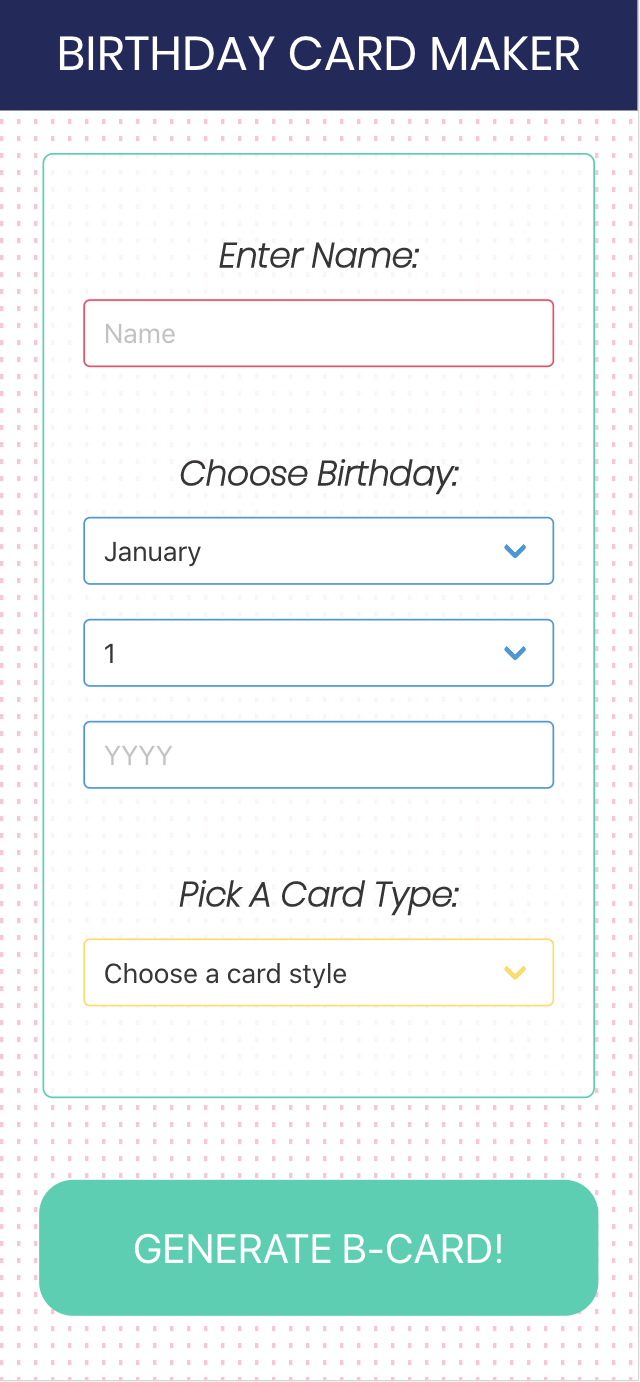 BIRTHDAY CARD MAKER
Enter Name:
Name
Choose Birthday:
January
1
YYYY
Pick A Card Type:
Choose a card style
GENERATE B-CARD!